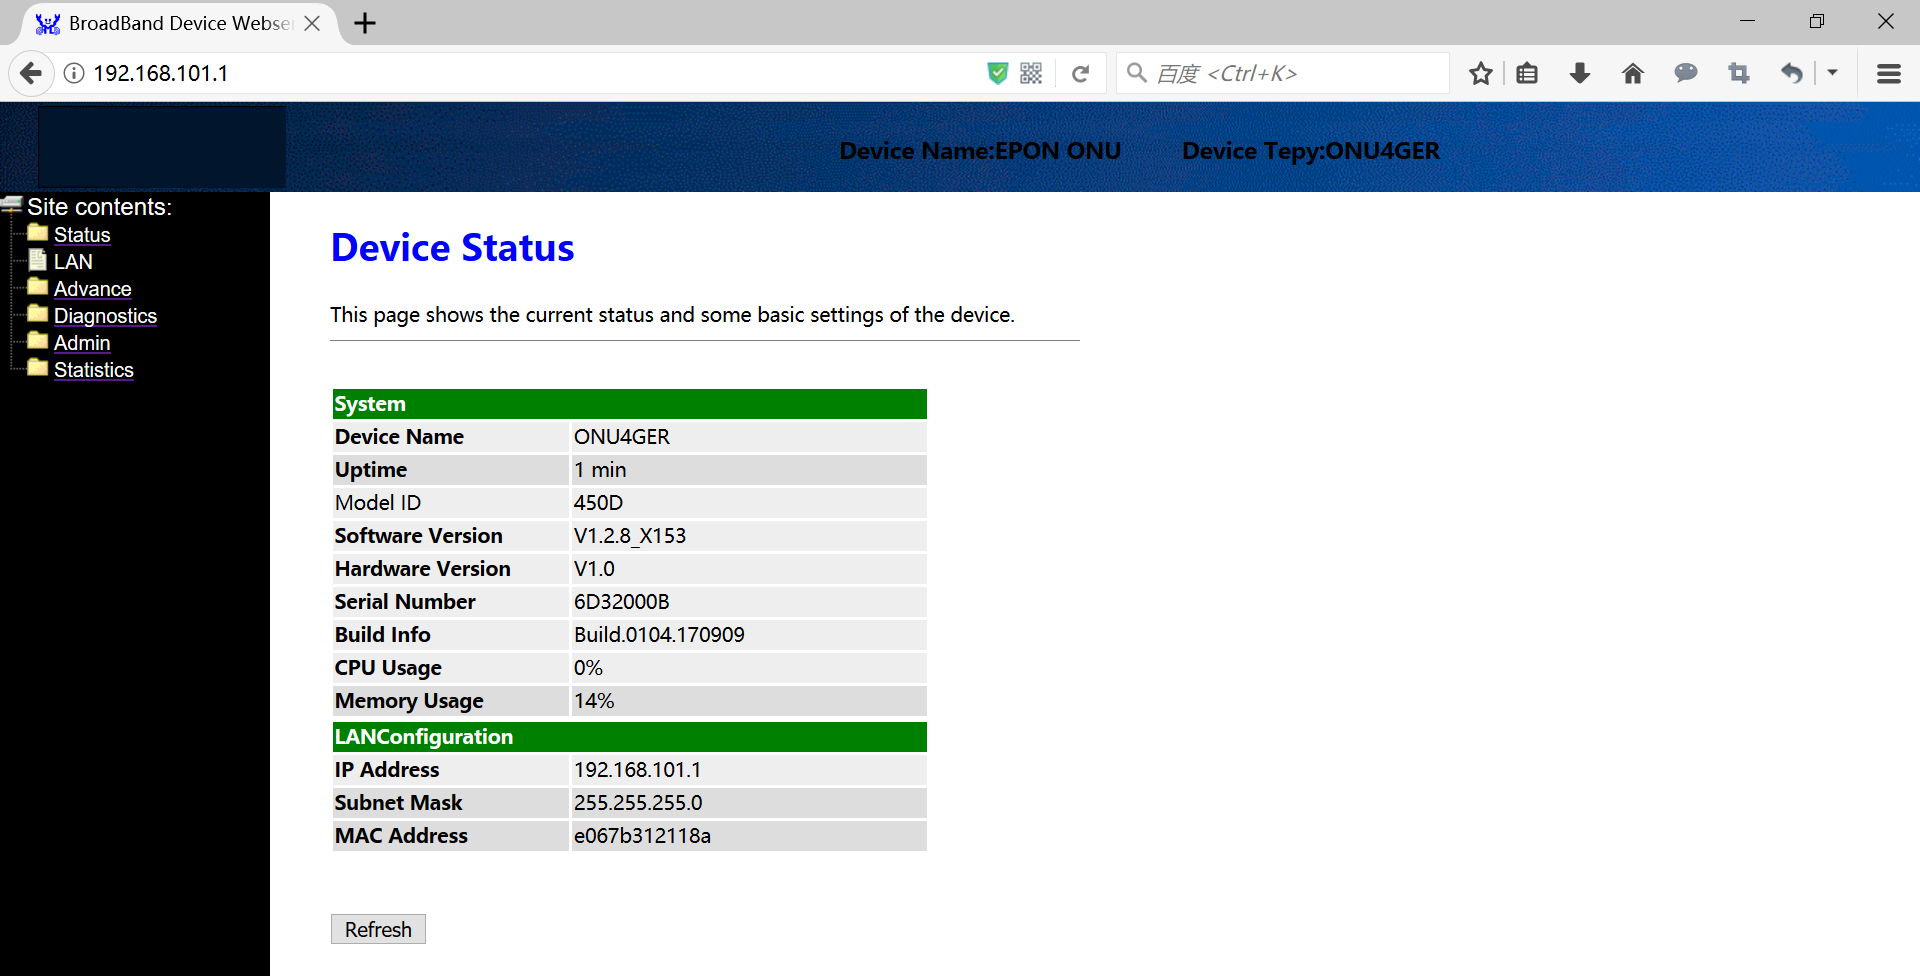 BroadBand Device Webse
192.168.101.1
百度 <Ctrl+K>
Device Name:EPON ONU Device Tepy:ONU4GER
Site contents:
Status
LAN
Advance
Diagnostics
Admin
Statistics
Device Status
This page shows the current status and some basic settings of the device.
System
Device Name ONU4GER
Uptime 1 min
Model ID 450D
Software Version V1.2.8_X153
Hardware Version V1.0
Serial Number 6D32000B
Build Info Build.0104.170909
CPU Usage 0%
Memory Usage 14%
LANConfiguration
IP Address 192.168.101.1
Subnet Mask 255.255.255.0
MAC Address e067b312118a
Refresh